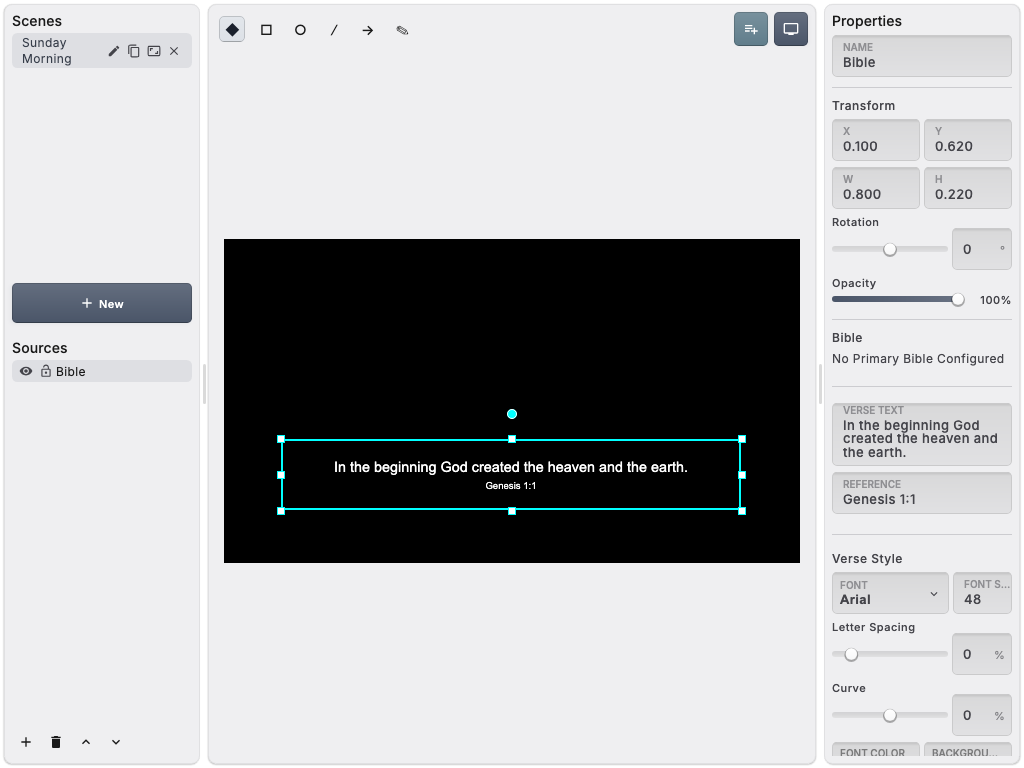 Scenes
Sunday
Morning
New
Sources
Bible
In the beginning God created the heaven and the earth.
Genesis 1:1
Properties
NAME
Bible
Transform
X
0.100
Y
0.620
W
0.800
H
0.220
Rotation
0 °
Opacity
100%
Bible
No Primary Bible Configured
VERSE TEXT
In the beginning God
created the heaven and
the earth.
REFERENCE
Genesis 1:1
Verse Style
FONT
Arial
FONT S...
48
Letter Spacing
0 %
Curve
0 %
FONT COLOR
BACKGROU...